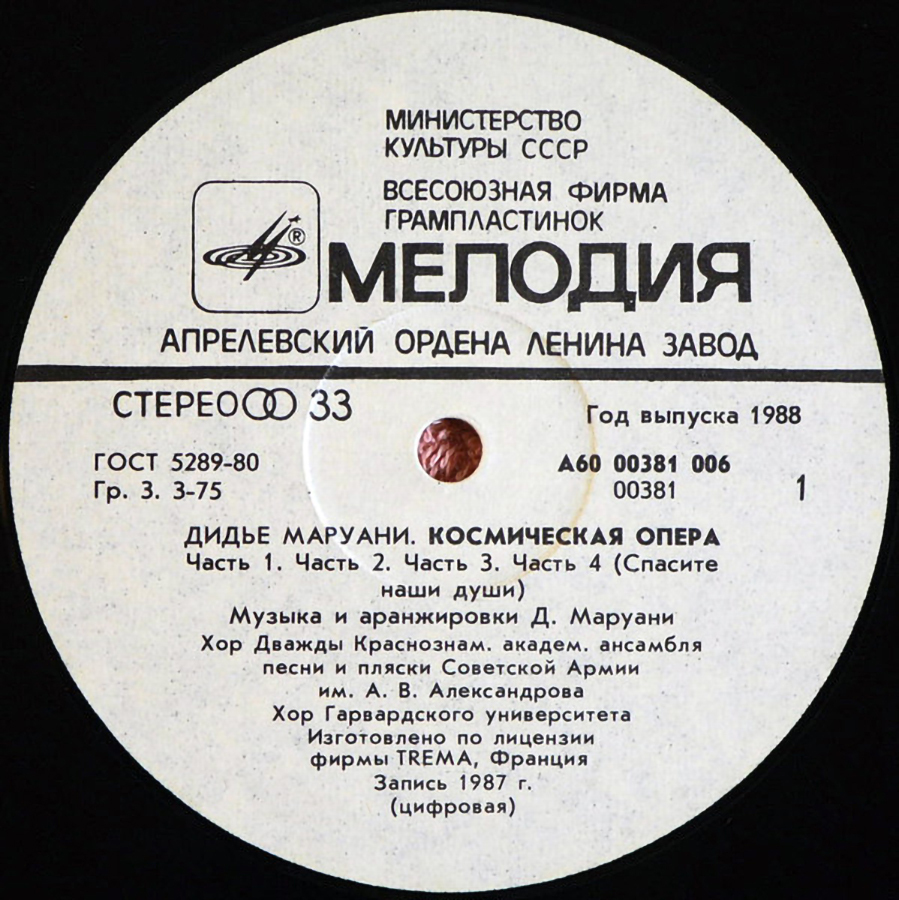 МИНИСТЕРСТВО
КУЛЬТУРЫ СССР
ВСЕСОЮЗНАЯ ФИРМА
ГРАМПЛАСТИНОК
®
МЕЛОДИЯ
АПРЕЛЕВСКИЙ ОРДЕНА ЛЕНИНА ЗАВОД
СТЕРЕО 33
Год выпуска 1988
ГОСТ 5289-80
Гр. 3. 3-75
А60 00381 006
00381
1
ДИДЬЕ МАРУАНИ. КОСМИЧЕСКАЯ ОПЕРА
Часть 1. Часть 2. Часть 3. Часть 4 (Спасите
наши души)
Музыка и аранжировки Д. Маруани
Хор Дважды Краснознам. академ. ансамбля
песни и пляски Советской Армии
им. А. В. Александрова
Хор Гарвардского университета
Изготовлено по лицензии
фирмы TREMA, Франция
Запись 1987 г.
(цифровая)